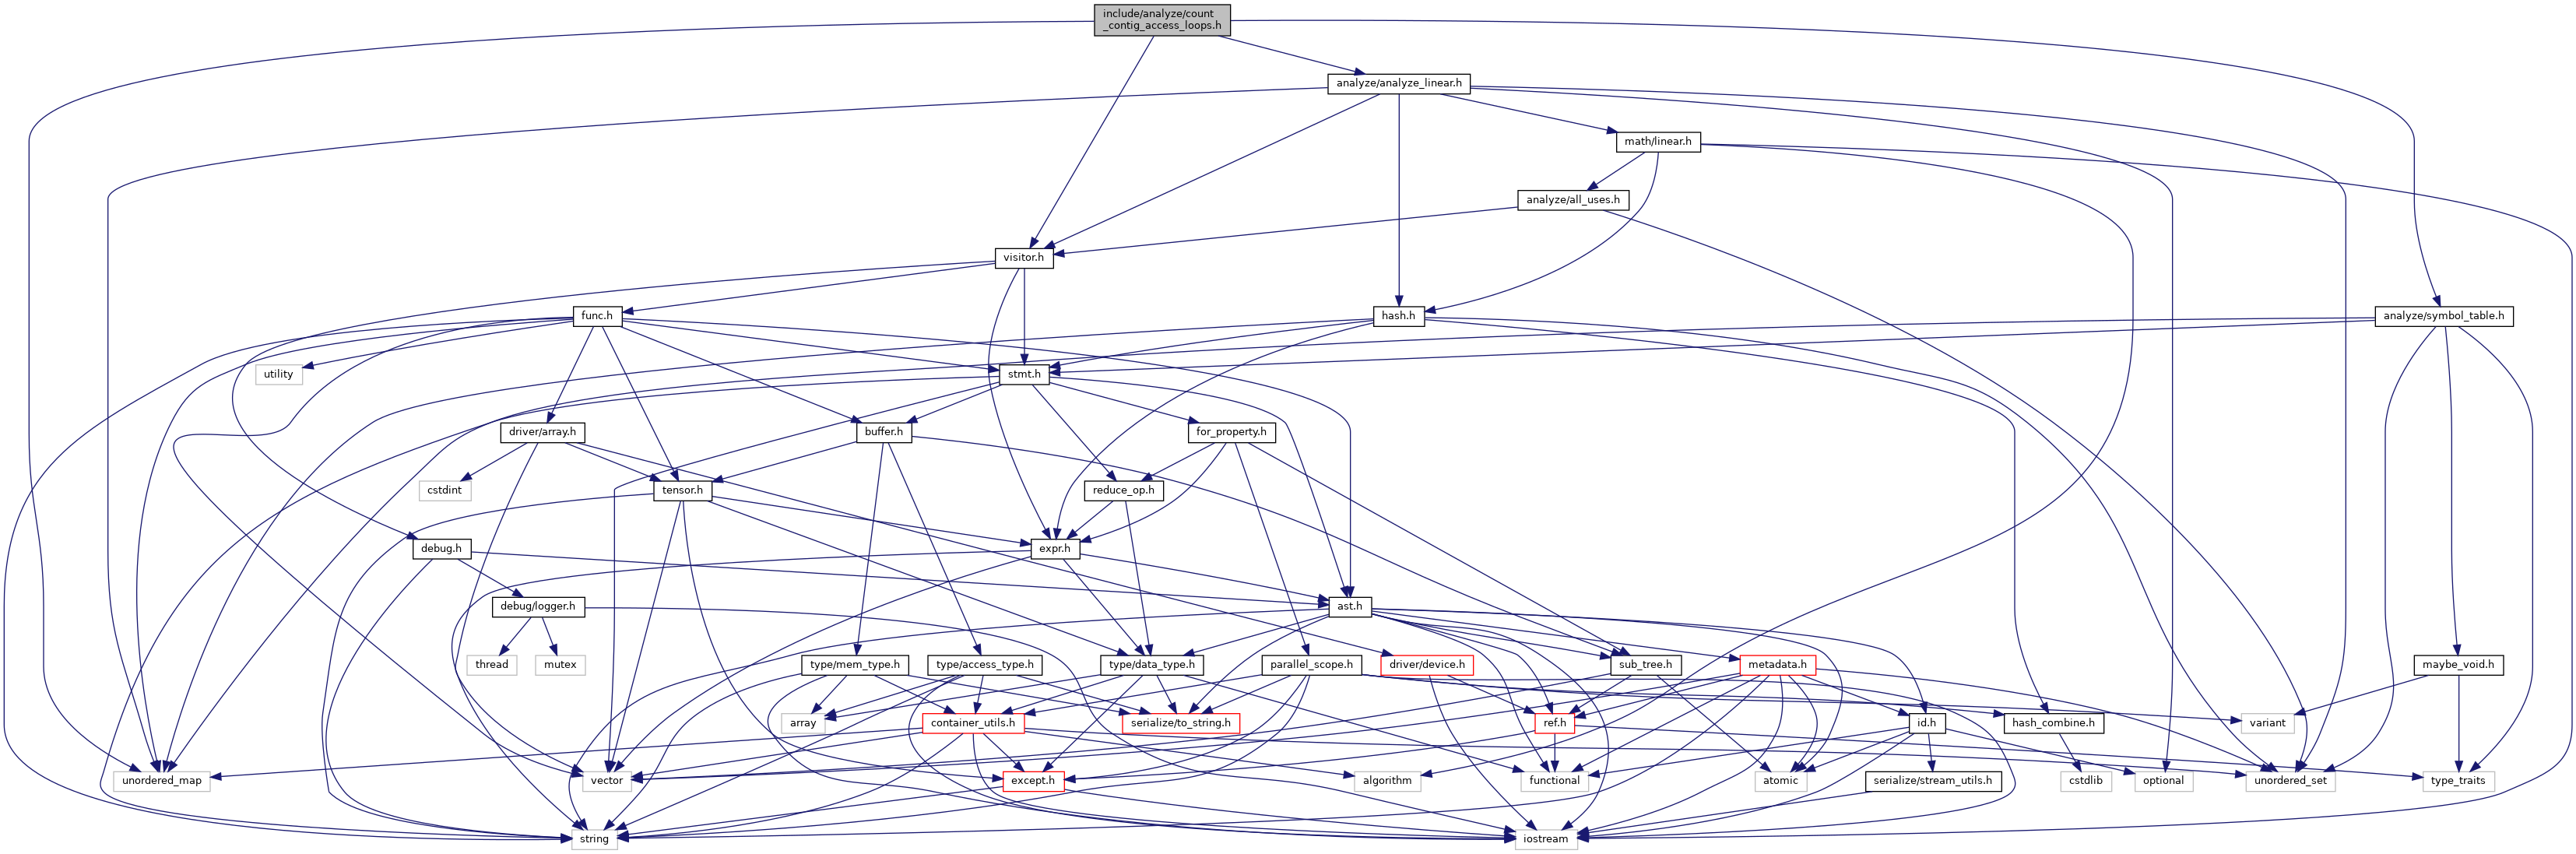 include/analyze/count
_contig_access_loops.h
analyze/analyze_linear.h
math/linear.h
analyze/all_uses.h
visitor.h
func.h
hash.h
analyze/symbol_table.h
utility
stmt.h
driver/array.h
buffer.h
for_property.h
cstdint
tensor.h
reduce_op.h
debug.h
expr.h
debug/logger.h
ast.h
thread
mutex
type/mem_type.h
type/access_type.h
type/data_type.h
parallel_scope.h
driver/device.h
sub_tree.h
metadata.h
maybe_void.h
array
container_utils.h
serialize/to_string.h
ref.h
id.h
hash_combine.h
variant
unordered_map
vector
except.h
algorithm
functional
atomic
serialize/stream_utils.h
cstdlib
optional
unordered_set
type_traits
string
iostream